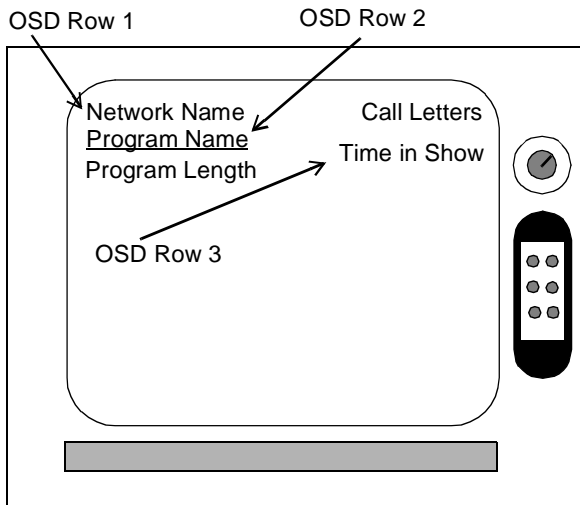 OSD Row 1
OSD Row 2
Network Name
Call Letters
Program Name
Time in Show
Program Length
OSD Row 3